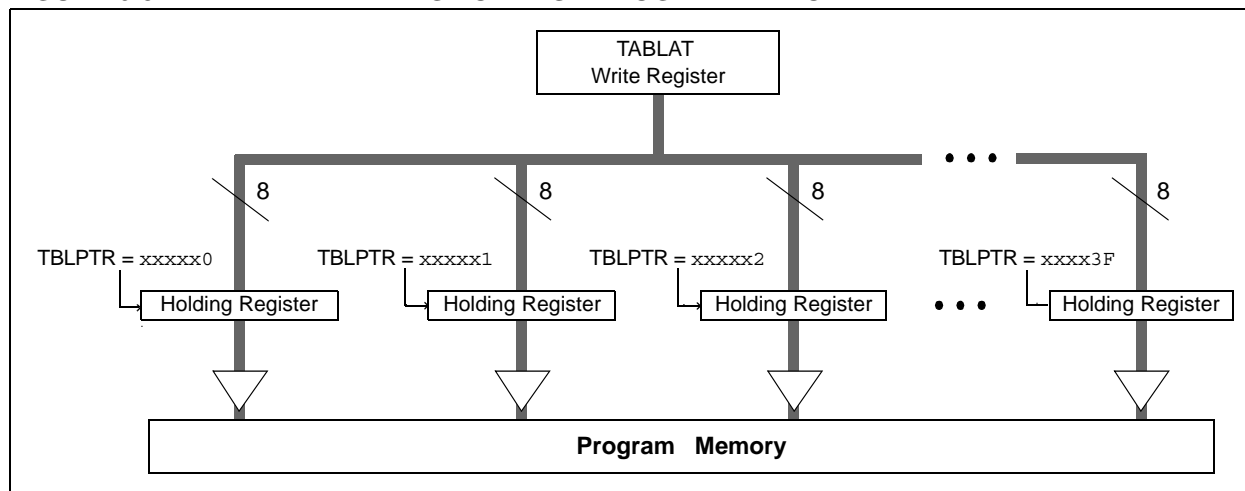 TABLAT
Write Register
8 8 8 8
TBLPTR = xxxxx0 TBLPTR = xxxxx1 TBLPTR = xxxxx2 TBLPTR = xxxx3F
Holding Register Holding Register Holding Register Holding Register
Program Memory